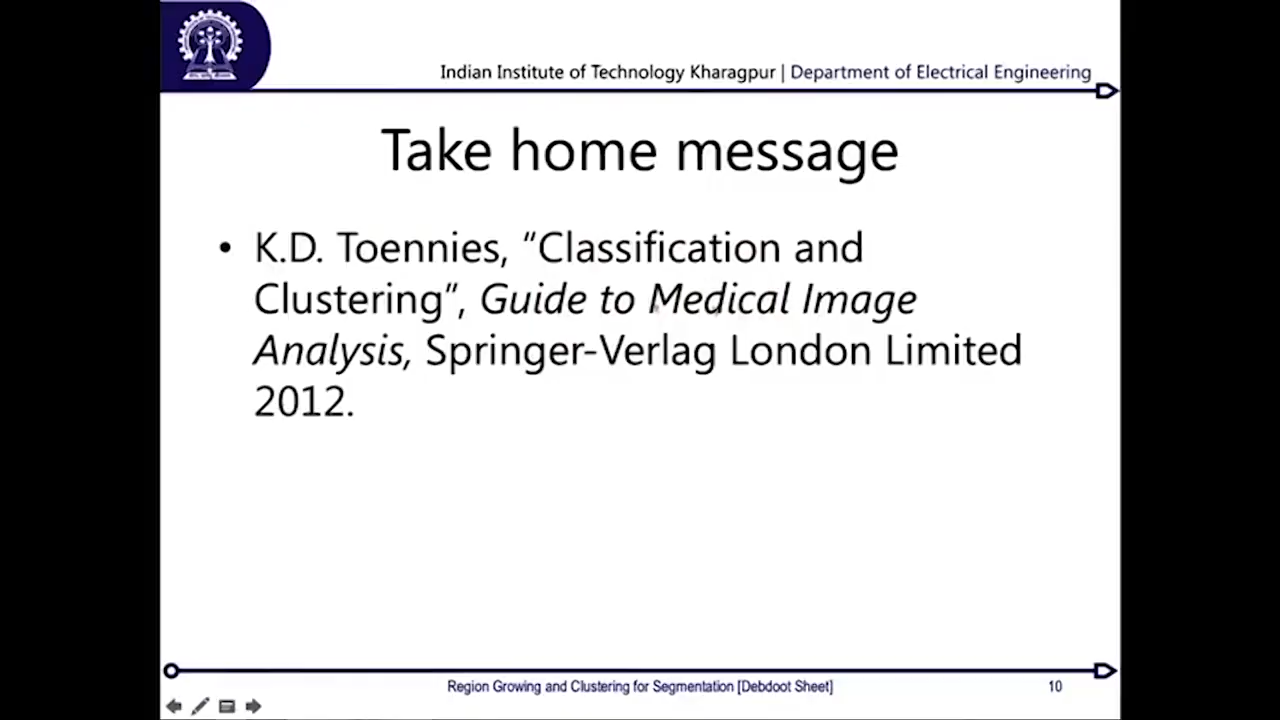 Indian Institute of Technology Kharagpur | Department of Electrical Engineering
Take home message
• K.D. Toennies, “Classification and
Clustering”, Guide to Medical Image
Analysis, Springer-Verlag London Limited
2012.
Region Growing and Clustering for Segmentation [Debdoot Sheet]
10